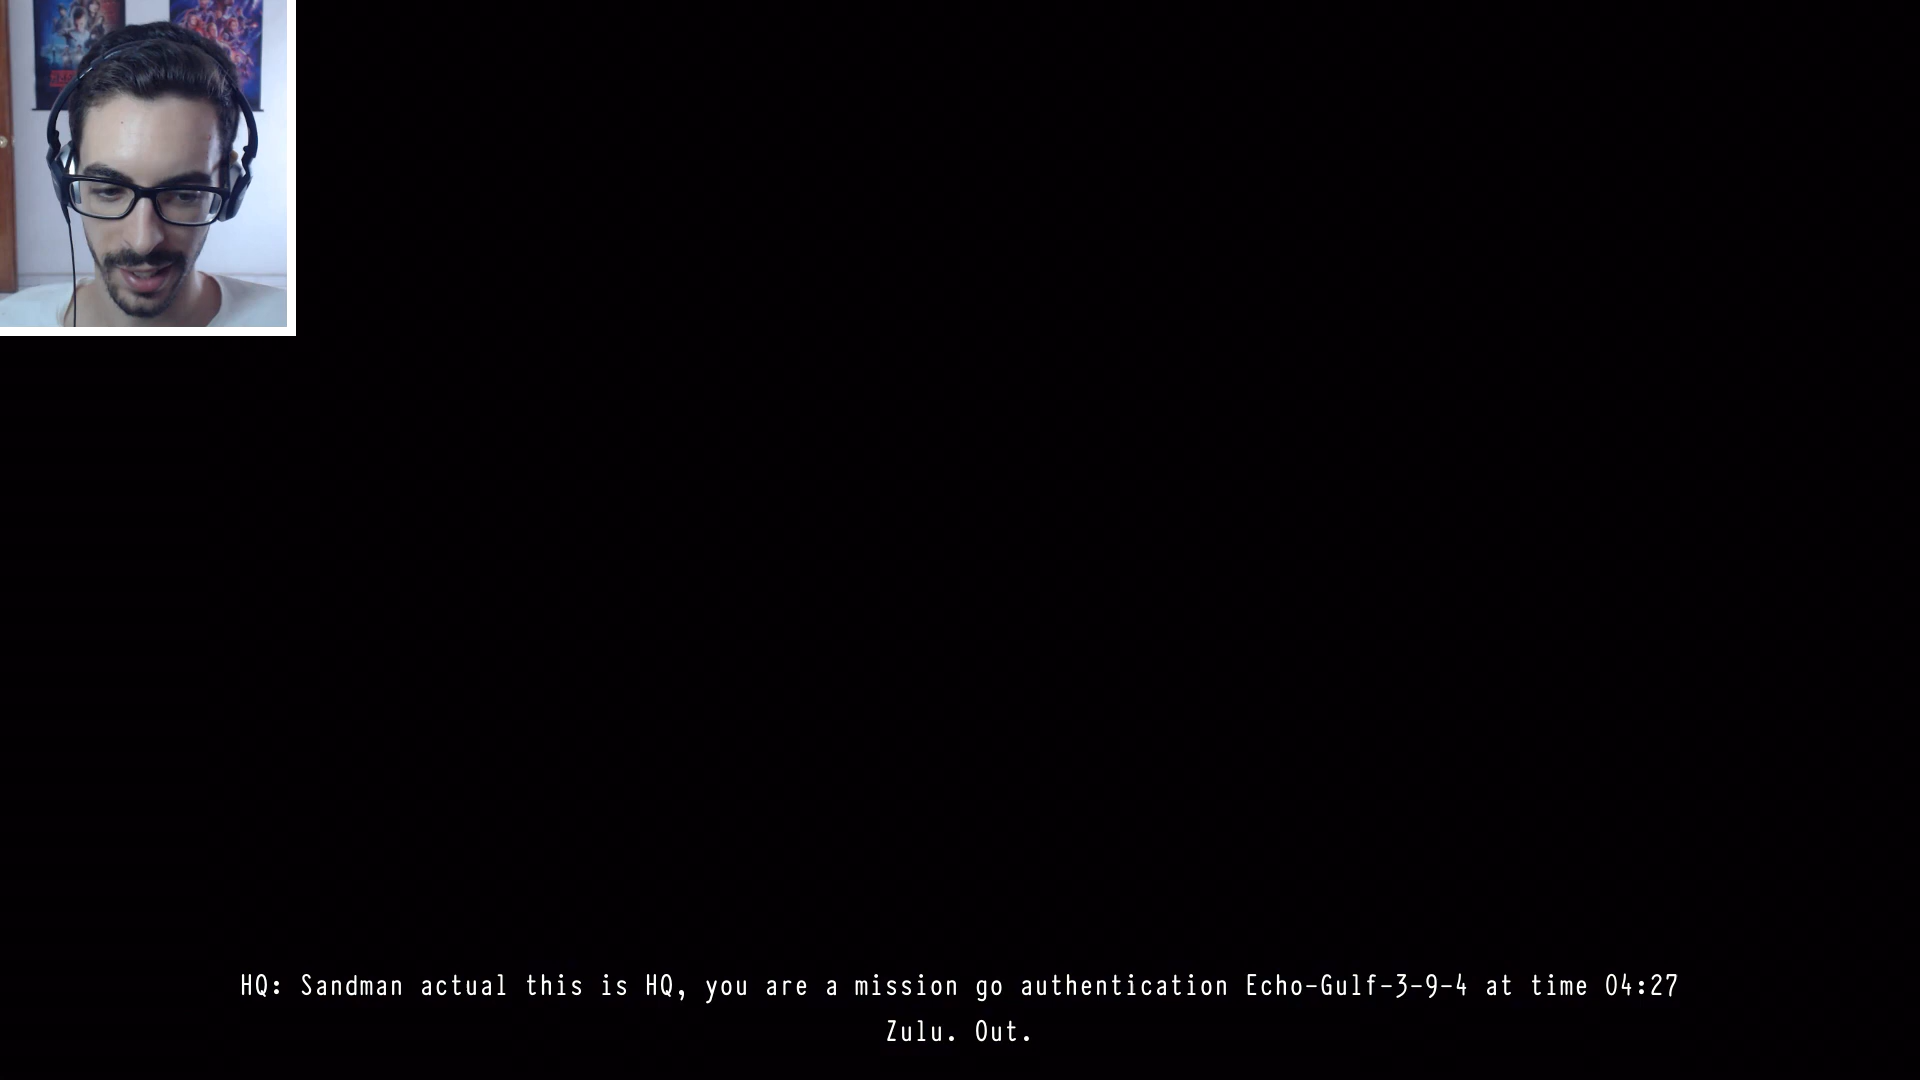 HQ: Sandman actual this is HQ, you are a mission go authentication Echo-Gulf-3-9-4 at time 04:27
Zulu. Out.